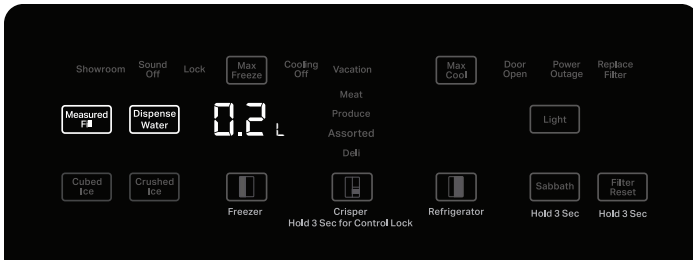 Showroom
Sound
Off
Lock
Max
Freeze
Cooling
Off
Vacation
Max
Cool
Door
Open
Power
Outage
Replace
Filter
Meat
Produce
Assorted
Deli
Measured
Fill
Dispense
Water
0.2 L
Light
Cubed
Ice
Crushed
Ice
Freezer
Crisper
Hold 3 Sec for Control Lock
Refrigerator
Sabbath
Hold 3 Sec
Filter
Reset
Hold 3 Sec